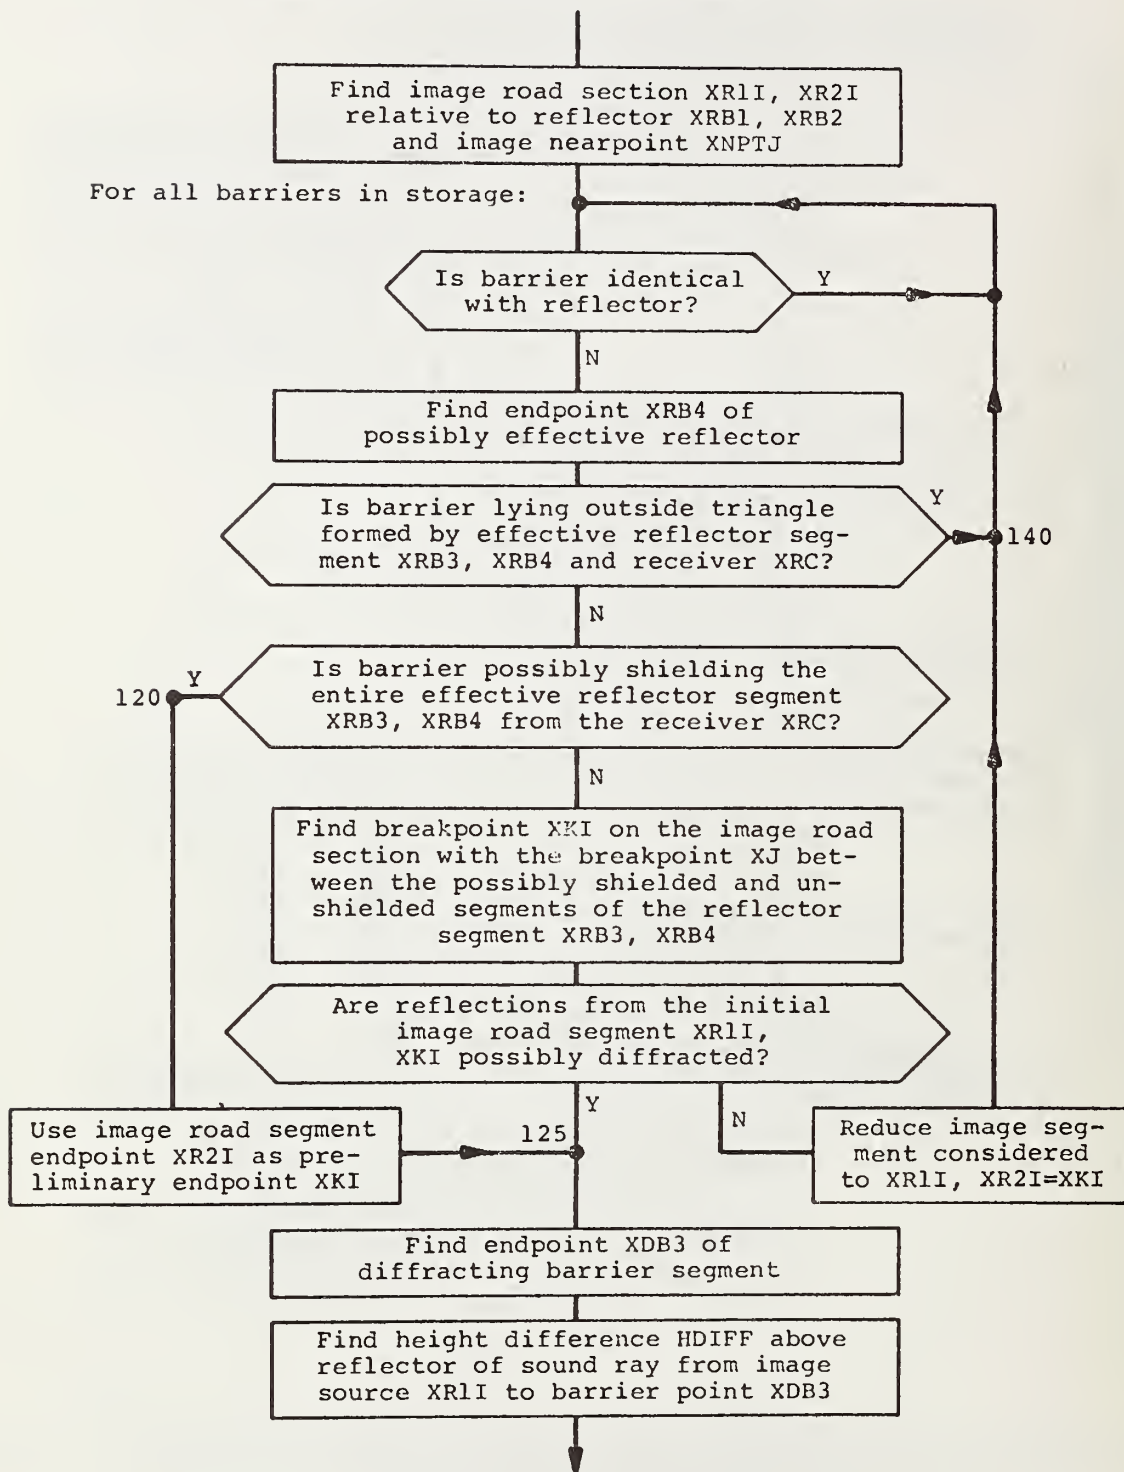 Find image road section XR1I, XR2I
relative to reflector XRB1, XRB2
and image nearpoint XNPTJ
For all barriers in storage:
Is barrier identical
with reflector?
Y
N
Find endpoint XRB4 of
possibly effective reflector
Y
Is barrier lying outside triangle
formed by effective reflector seg-
ment XRB3, XRB4 and receiver XRC?
140
N
Is barrier possibly shielding the
entire effective reflector segment
XRB3, XRB4 from the receiver XRC?
Y
120
N
Find breakpoint XKI on the image road
section with the breakpoint XJ bet-
ween the possibly shielded and un-
shielded segments of the reflector
segment XRB3, XRB4
Are reflections from the initial
image road segment XR1I,
XKI possibly diffracted?
Y
N
Use image road segment
endpoint XR2I as pre-
liminary endpoint XKI
125
Reduce image seg-
ment considered
to XR1I, XR2I=XKI
Find endpoint XDB3 of
diffracting barrier segment
Find height difference HDIFF above
reflector of sound ray from image
source XR1I to barrier point XDB3